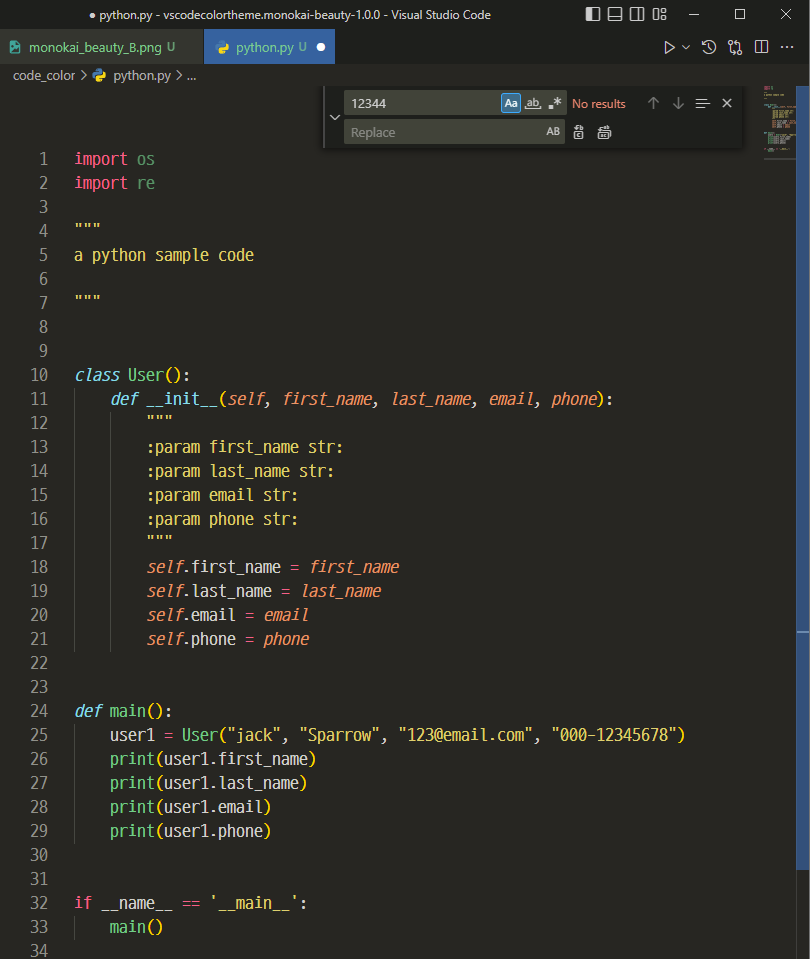 ● python.py - vscodecolortheme.monokai-beauty-1.0.0 - Visual Studio Code
monokai_beauty_B.png U python.py U ●
code_color > python.py > ...
12344 Aa ab .* No results
Replace AB
1 import os
2 import re
3
4 """
5 a python sample code
6
7 """
8
9
10 class User():
11 def __init__(self, first_name, last_name, email, phone):
12 """
13 :param first_name str:
14 :param last_name str:
15 :param email str:
16 :param phone str:
17 """
18 self.first_name = first_name
19 self.last_name = last_name
20 self.email = email
21 self.phone = phone
22
23
24 def main():
25 user1 = User("jack", "Sparrow", "123@email.com", "000-12345678")
26 print(user1.first_name)
27 print(user1.last_name)
28 print(user1.email)
29 print(user1.phone)
30
31
32 if __name__ == '__main__':
33 main()
34